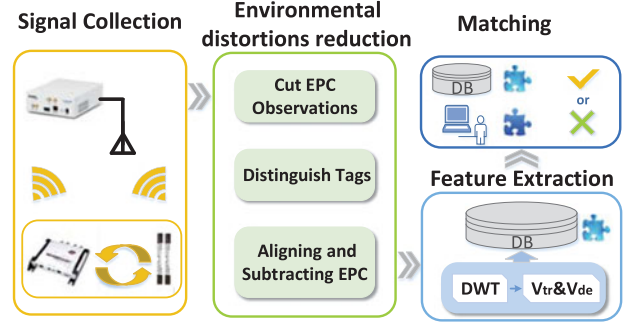 Signal Collection
Environmental
distortions reduction
Cut EPC
Observations
Distinguish Tags
Aligning and
Subtracting EPC
Matching
DB
or
Feature Extraction
DB
DWT
Vtr&Vde